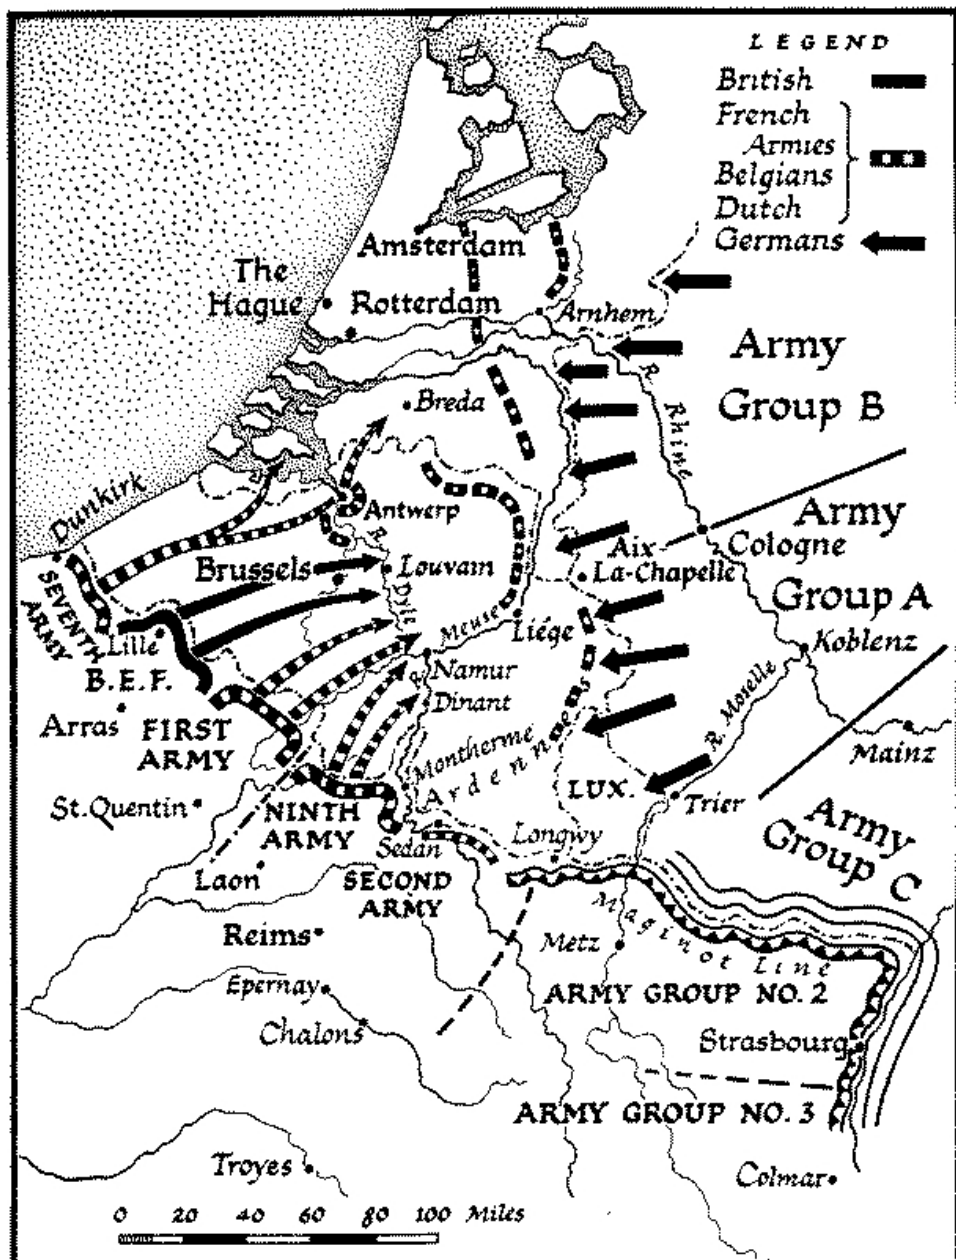 LEGEND
British
French
Armies
Belgians
Dutch
Germans
Amsterdam
The
Hague
Rotterdam
Arnhem
Army
Group B
R. Rhine
Breda
Dunkirk
Antwerp
Army
Group A
Aix-
La-Chapelle
Cologne
Brussels
Louvain
R. Dyle
SEVENTH
ARMY
Lille
B.E.F.
Meuse
R.
Liége
Koblenz
Namur
Dinant
Arras
FIRST
ARMY
R. Moselle
Mainz
Montherme
Ardennes
LUX.
Trier
St. Quentin
NINTH
ARMY
Sedan
Longwy
Army
Group C
Laon
SECOND
ARMY
Maginot Line
Reims
Metz
Epernay
ARMY GROUP NO. 2
Chalons
Strasbourg
ARMY GROUP NO. 3
Troyes
Colmar
0 20 40 60 80 100 Miles